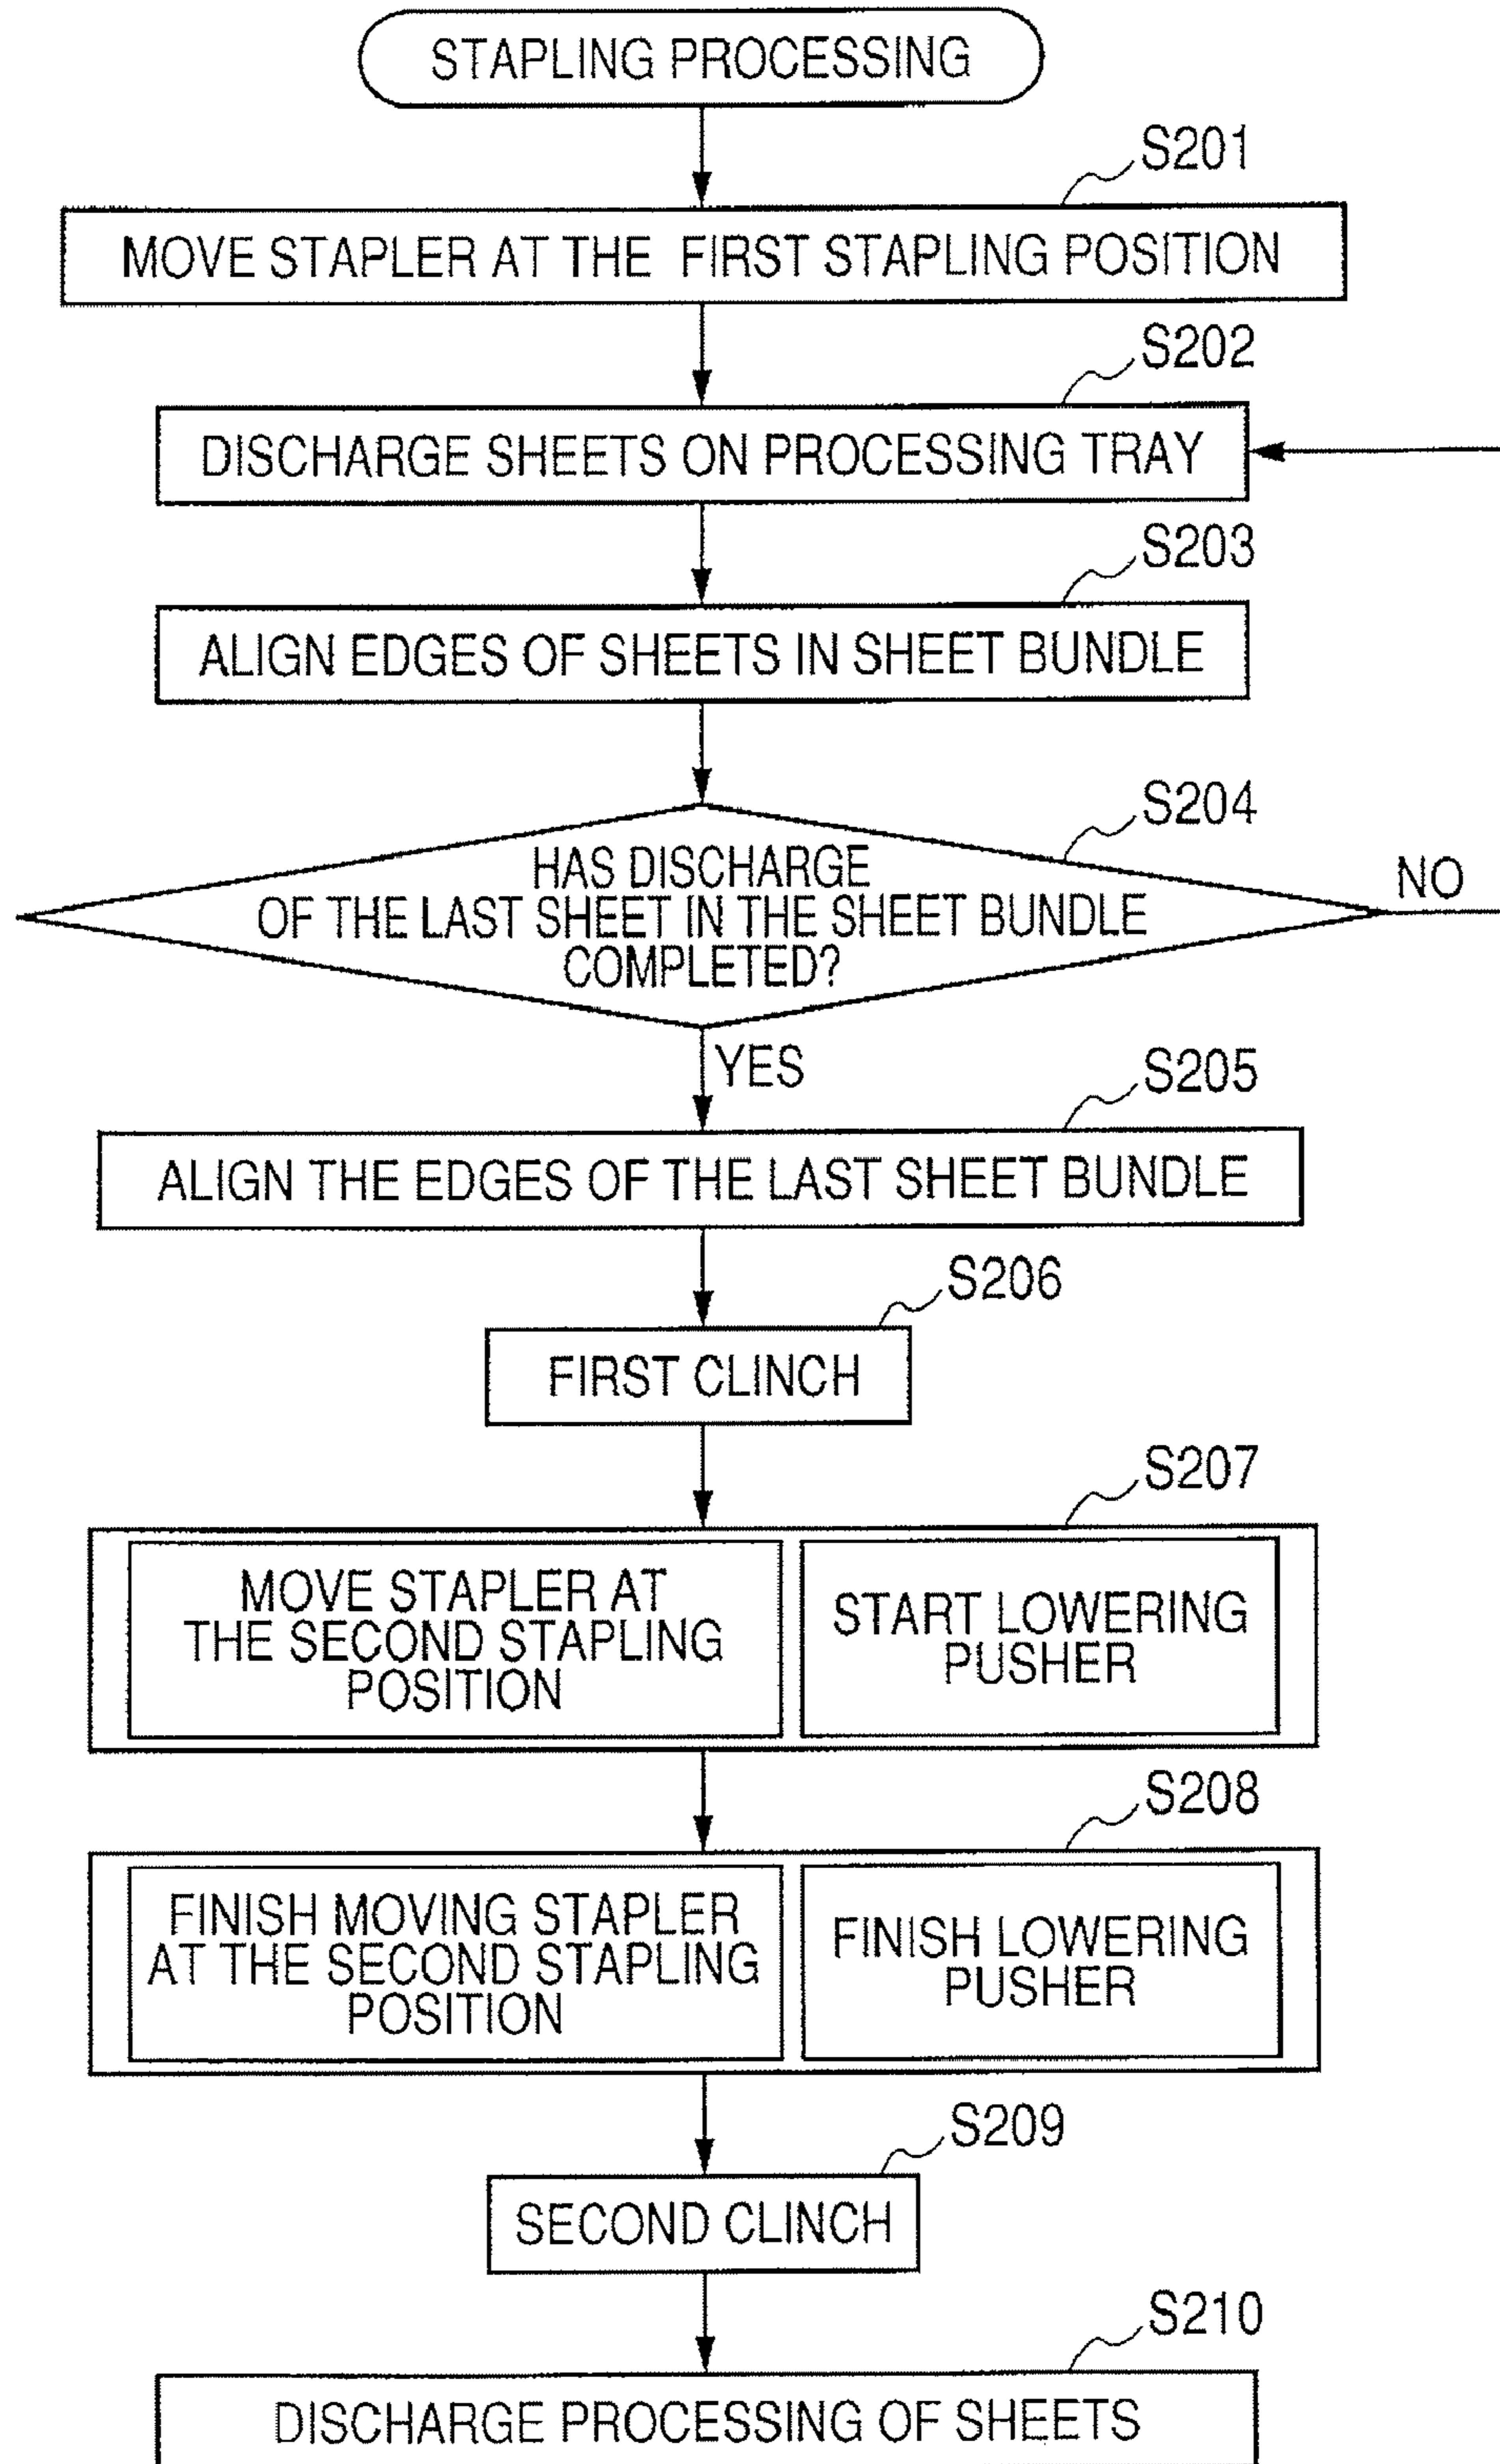 STAPLING PROCESSING
S201
MOVE STAPLER AT THE FIRST STAPLING POSITION
S202
DISCHARGE SHEETS ON PROCESSING TRAY
S203
ALIGN EDGES OF SHEETS IN SHEET BUNDLE
S204
HAS DISCHARGE
OF THE LAST SHEET IN THE SHEET BUNDLE
COMPLETED?
NO
YES
S205
ALIGN THE EDGES OF THE LAST SHEET BUNDLE
S206
FIRST CLINCH
S207
MOVE STAPLER AT
THE SECOND STAPLING
POSITION
START LOWERING
PUSHER
S208
FINISH MOVING STAPLER
AT THE SECOND STAPLING
POSITION
FINISH LOWERING
PUSHER
S209
SECOND CLINCH
S210
DISCHARGE PROCESSING OF SHEETS